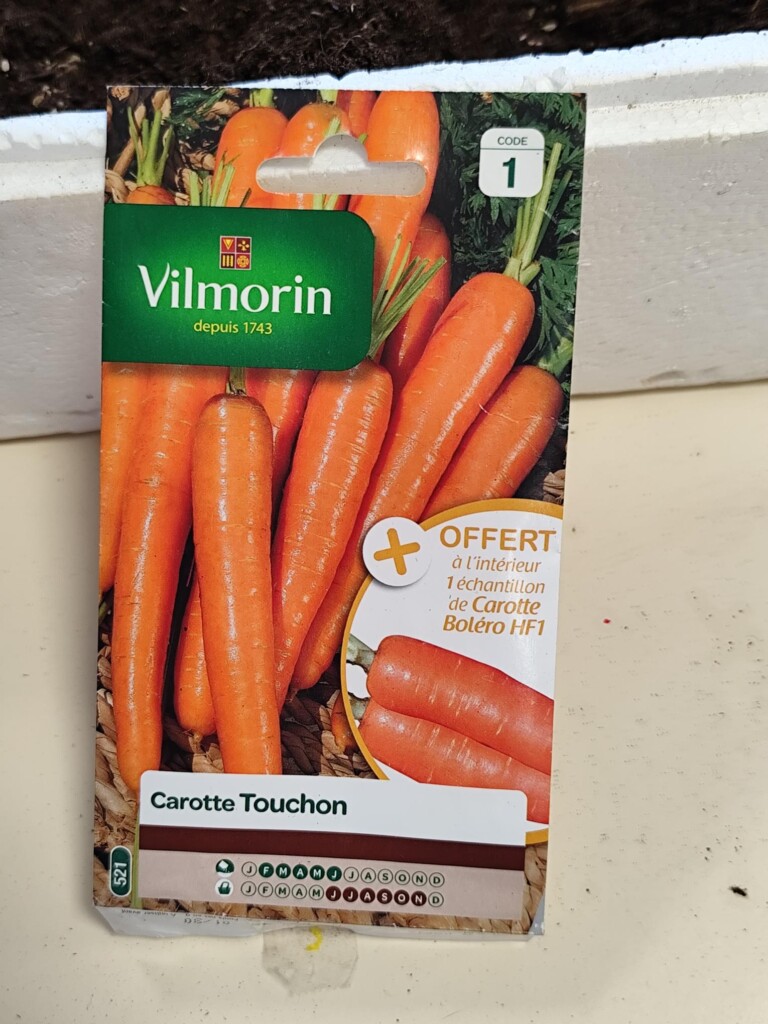 CODE
1
Vilmorin
depuis 1743
OFFERT
à l'intérieur
1 échantillon
de Carotte
Boléro HF1
Carotte Touchon
521
J F M A M J J A S O N D
J F M A M J J A S O N D